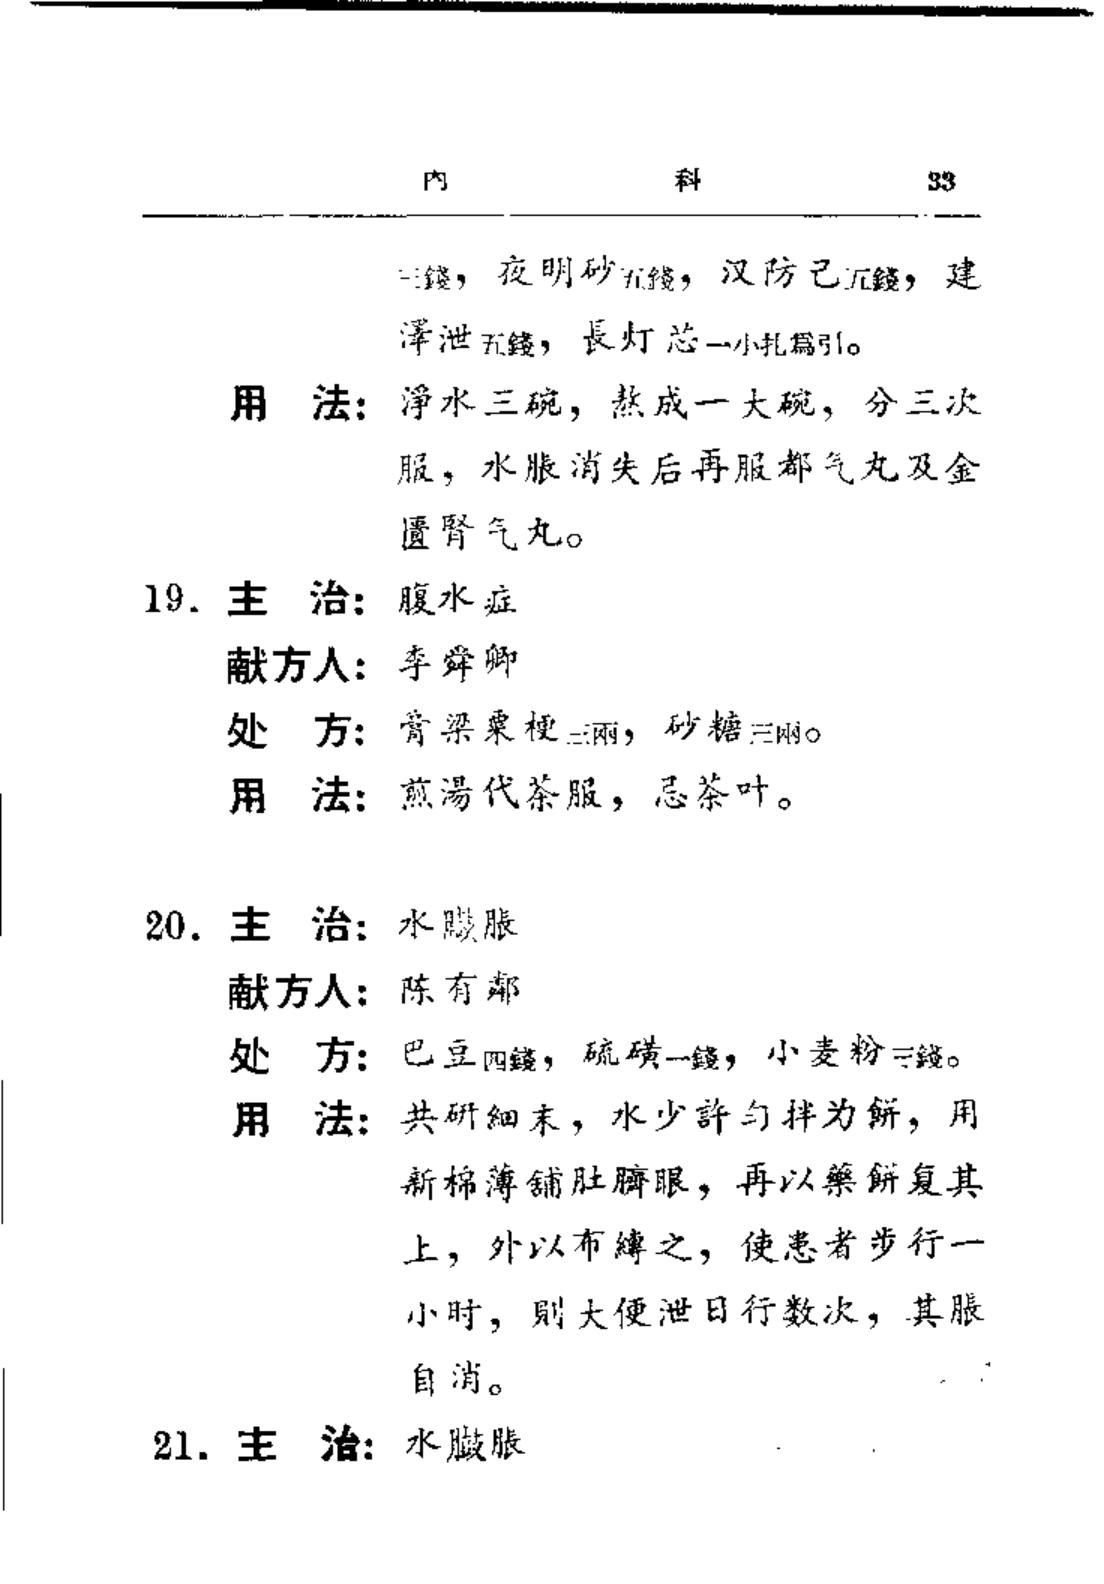 內 科 33
三錢，夜明砂五錢，汉防己五錢，建
澤泄五錢，長灯芯一小扎爲引。
用 法：淨水三碗，熬成一大碗，分三次
服，水脹消失后再服都气丸及金
匱腎气丸。
19. 主 治：腹水症
献方人：李舜卿
处 方：膏梁粟梗三兩，砂糖三兩。
用 法：煎湯代茶服，忌茶叶。
20. 主 治：水臌脹
献方人：陈有鄰
处 方：巴豆四錢，硫磺一錢，小麦粉三錢。
用 法：共研細末，水少許勻拌为餅，用
新棉薄舖肚臍眼，再以藥餅复其
上，外以布縛之，使患者步行一
小时，則大便泄日行数次，其脹
自消。
21. 主 治：水臌脹